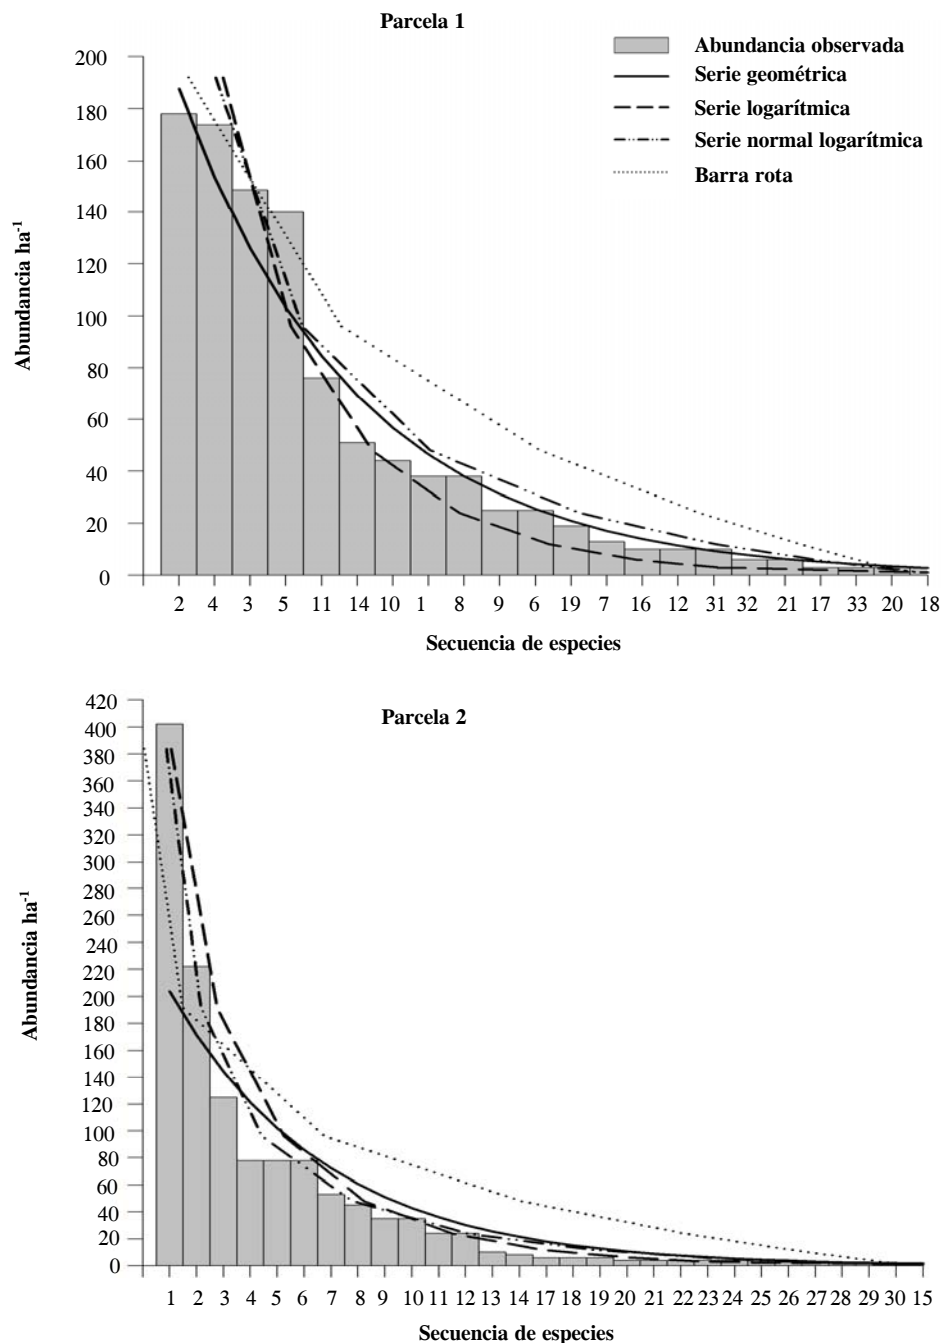 Parcela 1
Abundancia observada
Serie geométrica
Serie logarítmica
Serie normal logarítmica
Barra rota
Abundancia ha-1
200
180
160
140
120
100
80
60
40
20
0
2 4 3 5 11 14 10 1 8 9 6 19 7 16 12 31 32 21 17 33 20 18
Secuencia de especies
Parcela 2
Abundancia ha-1
420
400
380
360
340
320
300
280
260
240
220
200
180
160
140
120
100
80
60
40
20
0
1 2 3 4 5 6 7 8 9 10 11 12 13 14 17 18 19 20 21 23 24 25 26 28 29 30 15
Secuencia de especies